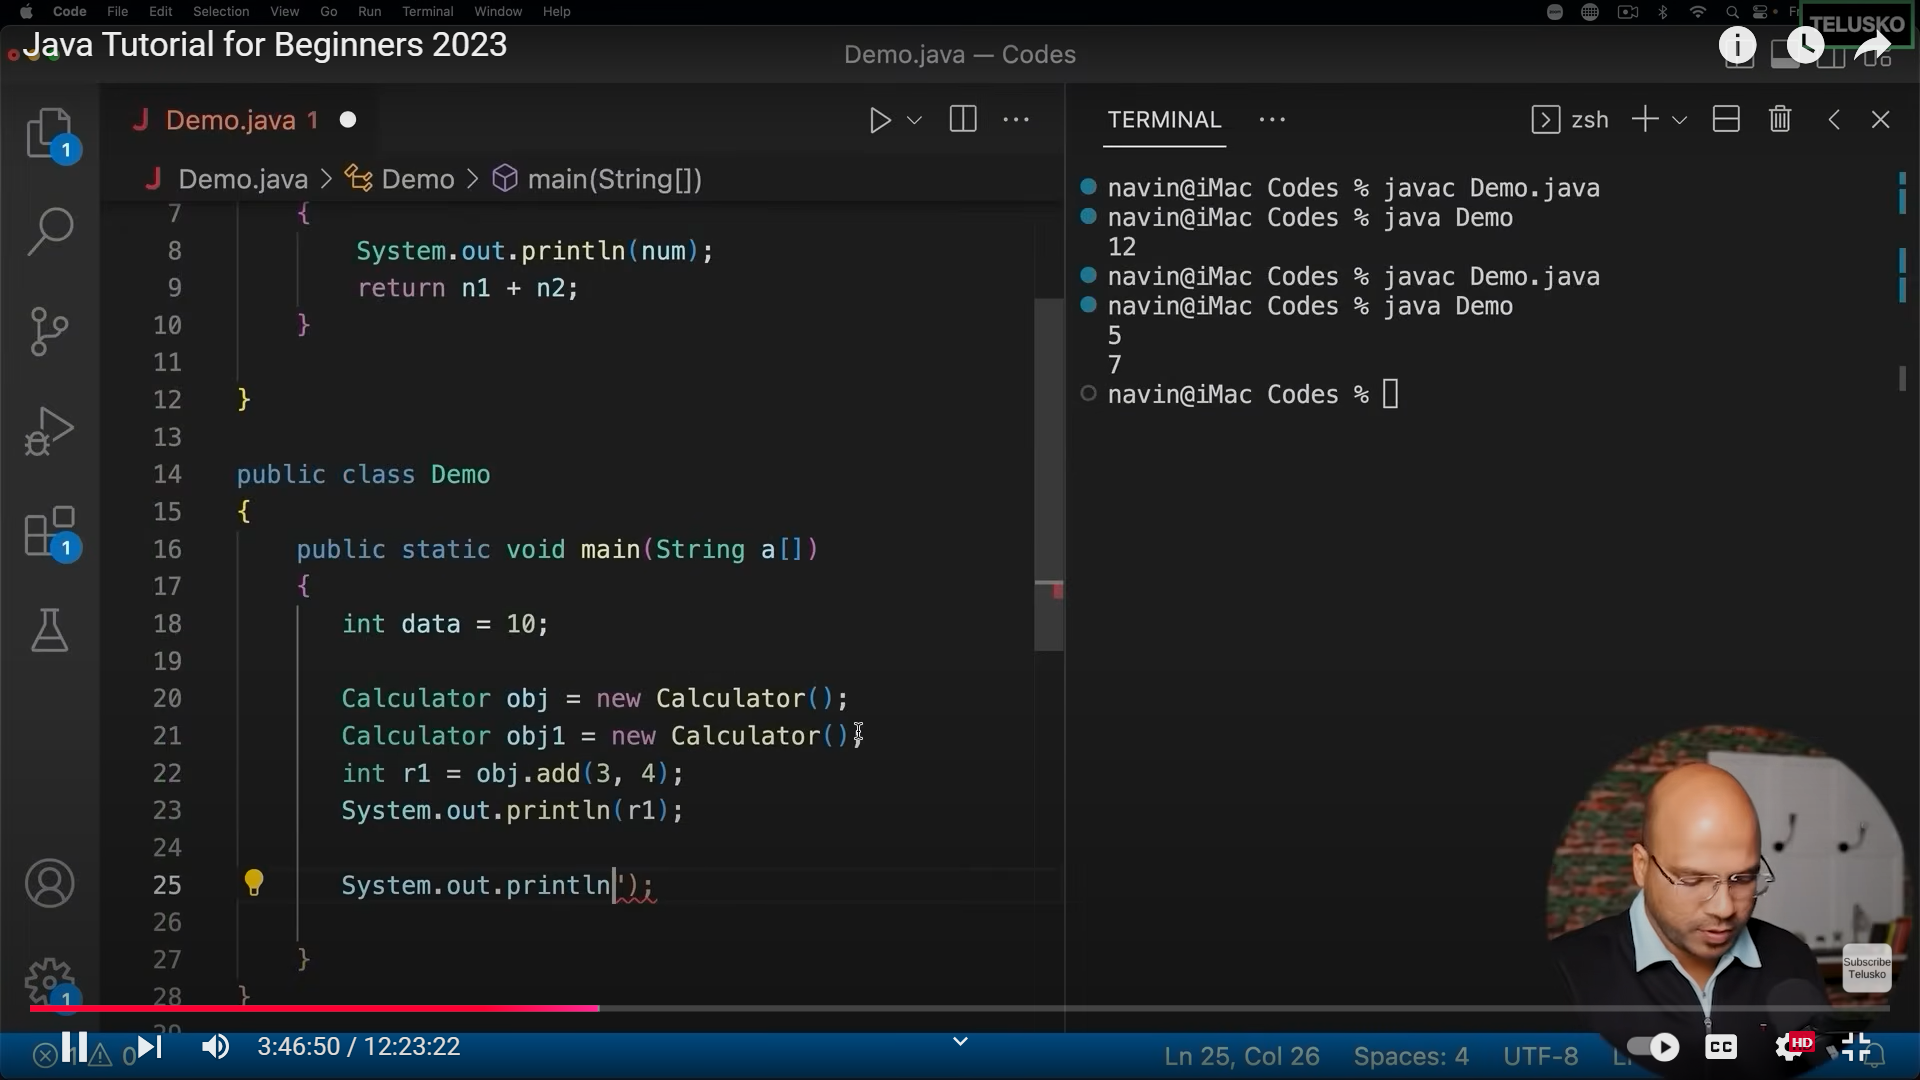 Code File Edit Selection View Go Run Terminal Window Help
TELUSKO
Java Tutorial for Beginners 2023
Demo.java — Codes
Demo.java 1
Demo.java > Demo > main(String[])
7 {
8 System.out.println(num);
9 return n1 + n2;
10 }
11
12 }
13
14 public class Demo
15 {
16 public static void main(String a[])
17 {
18 int data = 10;
19
20 Calculator obj = new Calculator();
21 Calculator obj1 = new Calculator();
22 int r1 = obj.add(3, 4);
23 System.out.println(r1);
24
25 System.out.println');
26
27 }
28 }
29
TERMINAL
zsh
navin@iMac Codes % javac Demo.java
navin@iMac Codes % java Demo
12
navin@iMac Codes % javac Demo.java
navin@iMac Codes % java Demo
5
7
navin@iMac Codes %
1
1
1
Subscribe
Telusko
3:46:50 / 12:23:22
1 0
Ln 25, Col 26 Spaces: 4 UTF-8
CC
HD